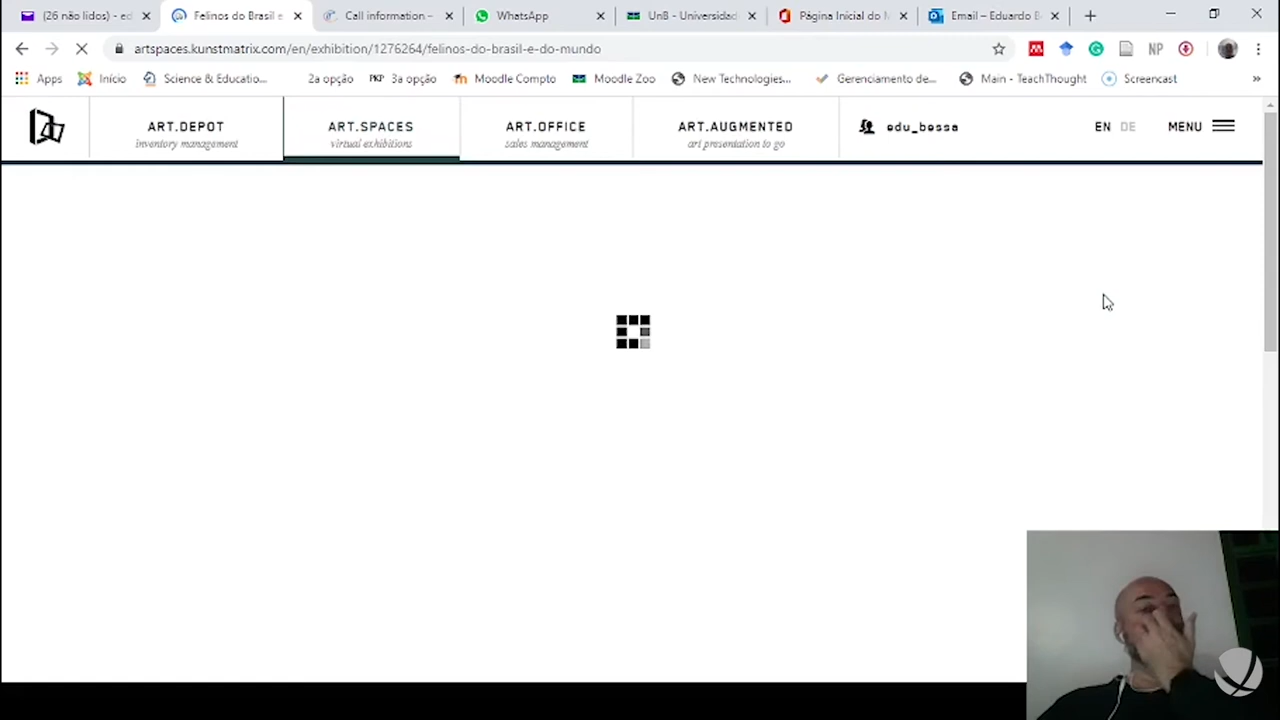 (26 não lidos) - ed
Felinos do Brasil e
Call information –
WhatsApp
UnB - Universidad
Página Inicial do M
Email – Eduardo B
artspaces.kunstmatrix.com/en/exhibition/1276264/felinos-do-brasil-e-do-mundo
NP
Apps
Início
Science & Educatio...
2a opção
PKP 3a opção
Moodle Compto
Moodle Zoo
New Technologies...
Gerenciamento de...
Main - TeachThought
Screencast
»
ART.DEPOT
inventory management
ART.SPACES
virtual exhibitions
ART.OFFICE
sales management
ART.AUGMENTED
art presentation to go
edu_bessa
EN DE
MENU